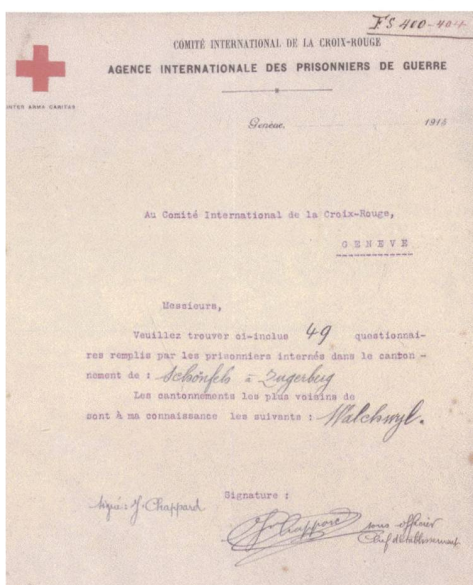 FS 400-404
COMITÉ INTERNATIONAL DE LA CROIX-ROUGE
AGENCE INTERNATIONALE DES PRISONNIERS DE GUERRE
INTER ARMA CARITAS
Genève, 1915
Au Comité International de la Croix-Rouge,
GENEVE
Messieurs,
Veuillez trouver ci-inclus 49 questionnai-
res remplis par les prisonniers internés dans le canton-
nement de : Schönfels à Zugerberg
Les cantonnements les plus voisins de
sont à ma connaissance les suivants : Walchwyl.
Signature :
signé: J. Chappard
J. Chappard sous officier
Chef d'établissement